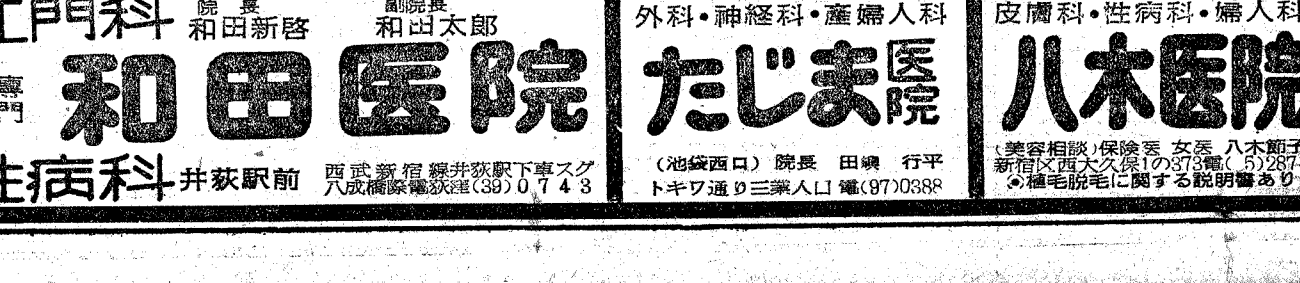 門科
院長
和田新啓
副院長
和田太郎
専門
和田医院
性病科
井荻駅前
西武新宿線井荻駅下車スグ
八成橋際電荻窪(39)0743
外科・神経科・産婦人科
たじま医院
(池袋西口) 院長 田嶋 行平
トキワ通り三業入口 電(97)0388
皮膚科・性病科・婦人科
八木医院
(美容相談)保険医 女医 八木節子
新宿区西大久保1の373電( 5)287
植毛脱毛に関する説明書あり